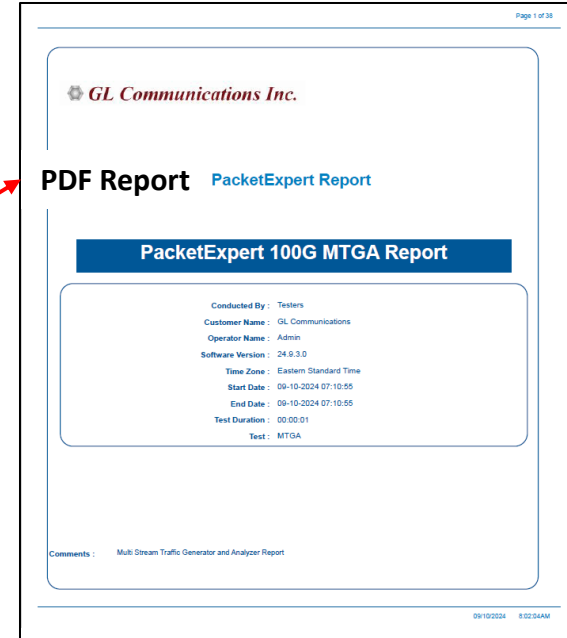 Page 1 of 38
GL Communications Inc.
PDF Report PacketExpert Report
PacketExpert 100G MTGA Report
Conducted By : Testers
Customer Name : GL Communications
Operator Name : Admin
Software Version : 24.9.3.0
Time Zone : Eastern Standard Time
Start Date : 09-10-2024 07:10:55
End Date : 09-10-2024 07:10:55
Test Duration : 00:00:01
Test : MTGA
Comments : Multi Stream Traffic Generator and Analyzer Report
09/10/2024 8:02:04AM